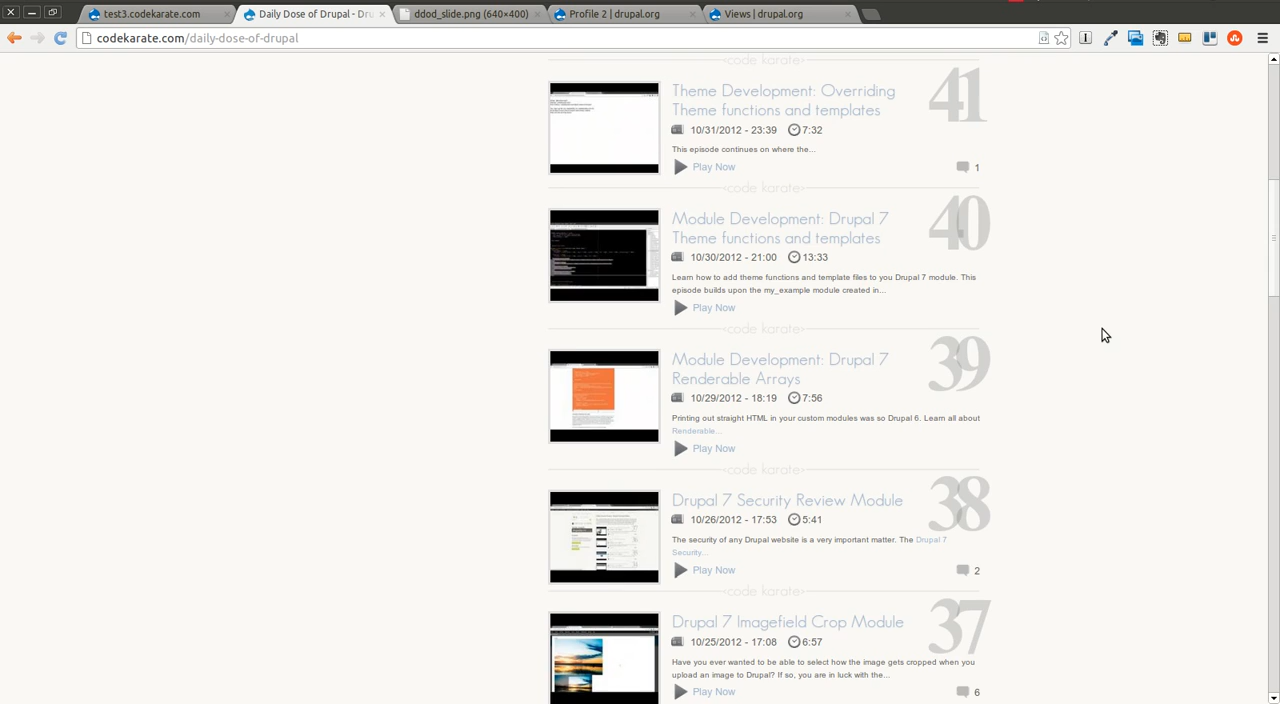 test3.codekarate.com
Daily Dose of Drupal - Dru
ddod_slide.png (640×400)
Profile 2 | drupal.org
Views | drupal.org
codekarate.com/daily-dose-of-drupal
<code karate>
Theme Development: Overriding
Theme functions and templates
41
10/31/2012 - 23:39 7:32
This episode continues on where the...
Play Now 1
<code karate>
Module Development: Drupal 7
Theme functions and templates
40
10/30/2012 - 21:00 13:33
Learn how to add theme functions and template files to you Drupal 7 module. This
episode builds upon the my_example module created in...
Play Now
<code karate>
Module Development: Drupal 7
Renderable Arrays
39
10/29/2012 - 18:19 7:56
Printing out straight HTML in your custom modules was so Drupal 6. Learn all about
Renderable...
Play Now
<code karate>
Drupal 7 Security Review Module
38
10/26/2012 - 17:53 5:41
The security of any Drupal website is a very important matter. The Drupal 7
Security...
Play Now 2
<code karate>
Drupal 7 Imagefield Crop Module
37
10/25/2012 - 17:08 6:57
Have you ever wanted to be able to select how the image gets cropped when you
upload an image to Drupal? If so, you are in luck with the...
Play Now 6